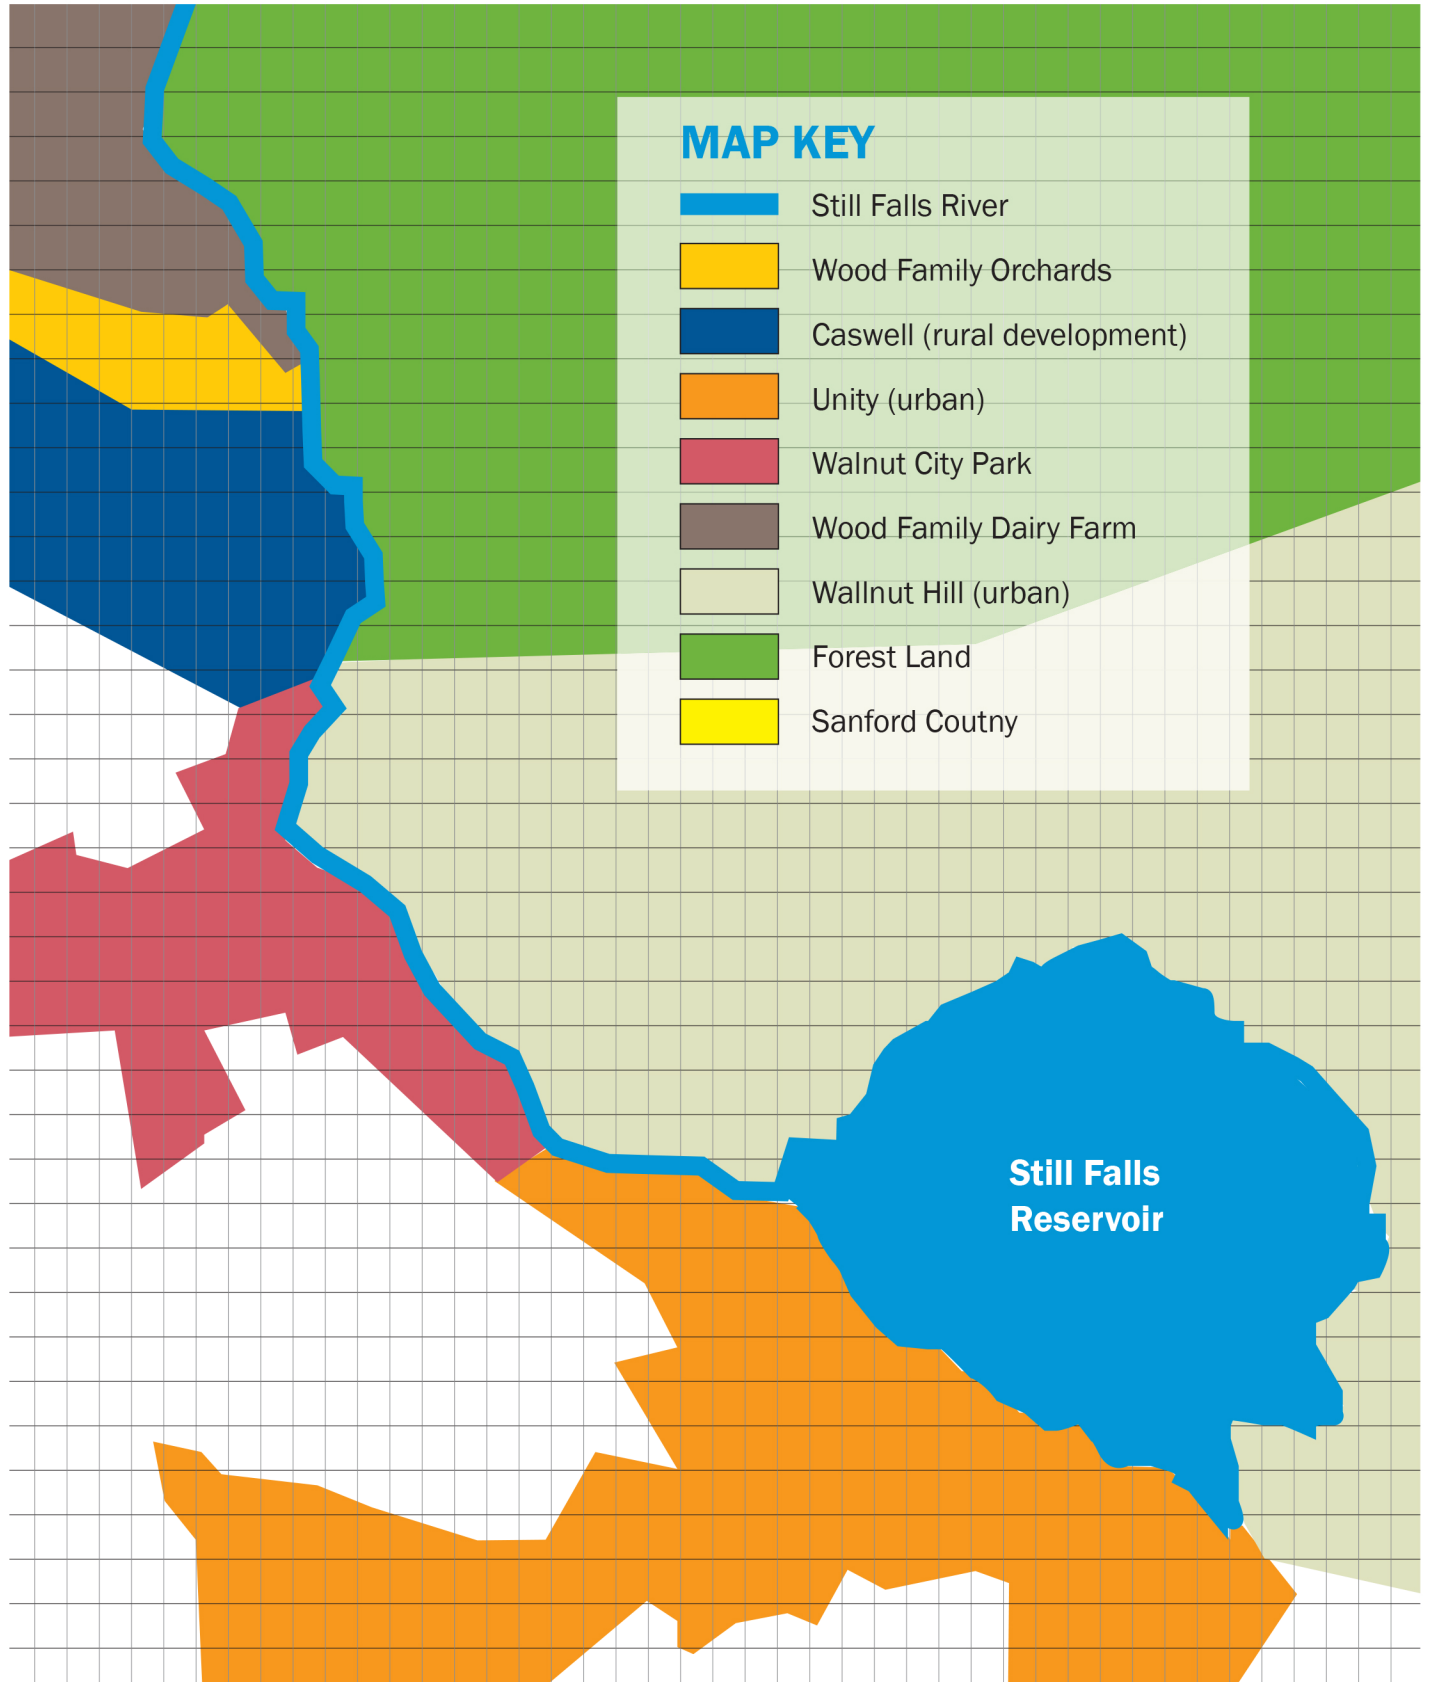 MAP KEY
Still Falls River
Wood Family Orchards
Caswell (rural development)
Unity (urban)
Walnut City Park
Wood Family Dairy Farm
Wallnut Hill (urban)
Forest Land
Sanford Coutny
Still Falls
Reservoir